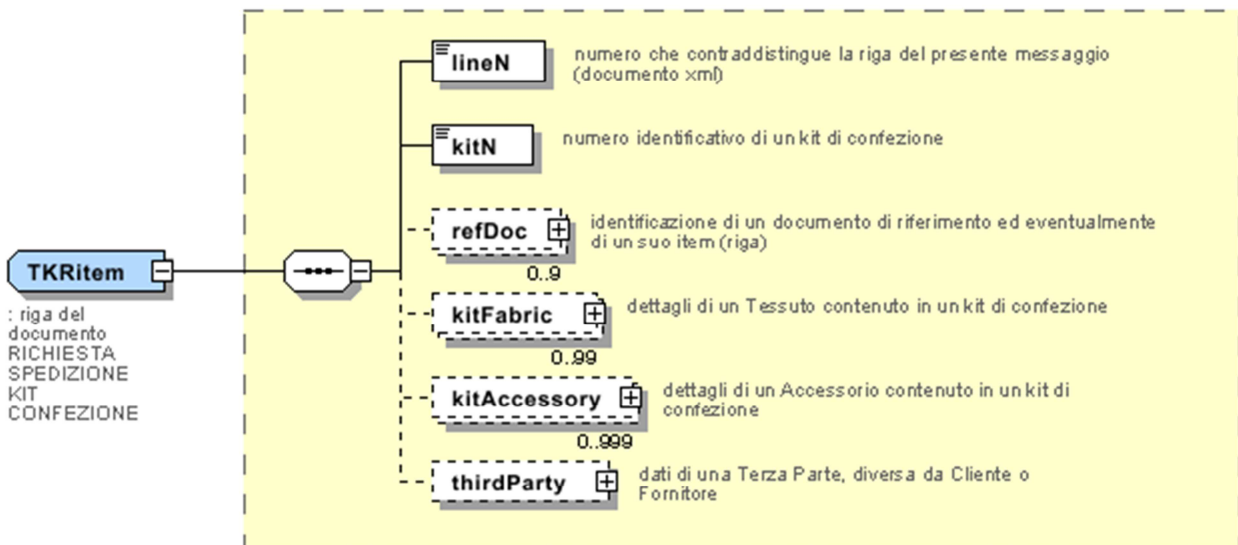 lineN
numero che contraddistingue la riga del presente messaggio
(documento xml)
kitN
numero identificativo di un kit di confezione
refDoc
identificazione di un documento di riferimento ed eventualmente
di un suo item (riga)
0..9
TKRitem
: riga del
documento
RICHIESTA
SPEDIZIONE
KIT
CONFEZIONE
kitFabric
dettagli di un Tessuto contenuto in un kit di confezione
0..99
kitAccessory
dettagli di un Accessorio contenuto in un kit di
confezione
0..999
thirdParty
dati di una Terza Parte, diversa da Cliente o
Fornitore